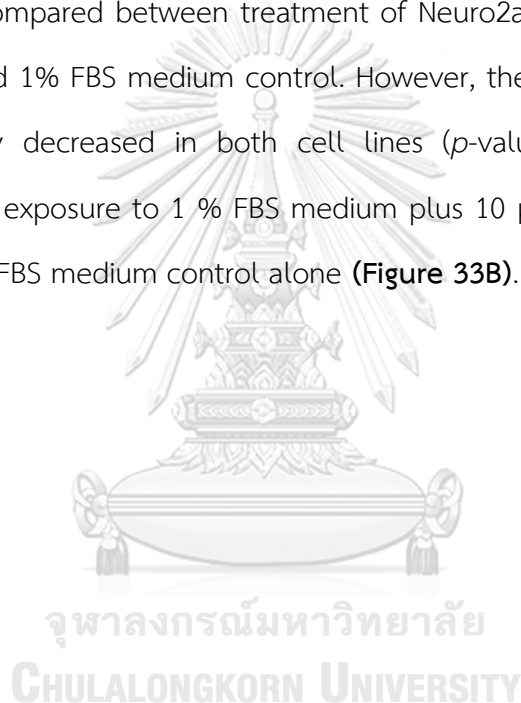 ompared between treatment of Neuro2a
d 1% FBS medium control. However, the
decreased in both cell lines (p-valu
exposure to 1 % FBS medium plus 10
FBS medium control alone (Figure 33B).
จุฬาลงกรณ์มหาวิทยาลัย
CHULALONGKORN UNIVERSITY